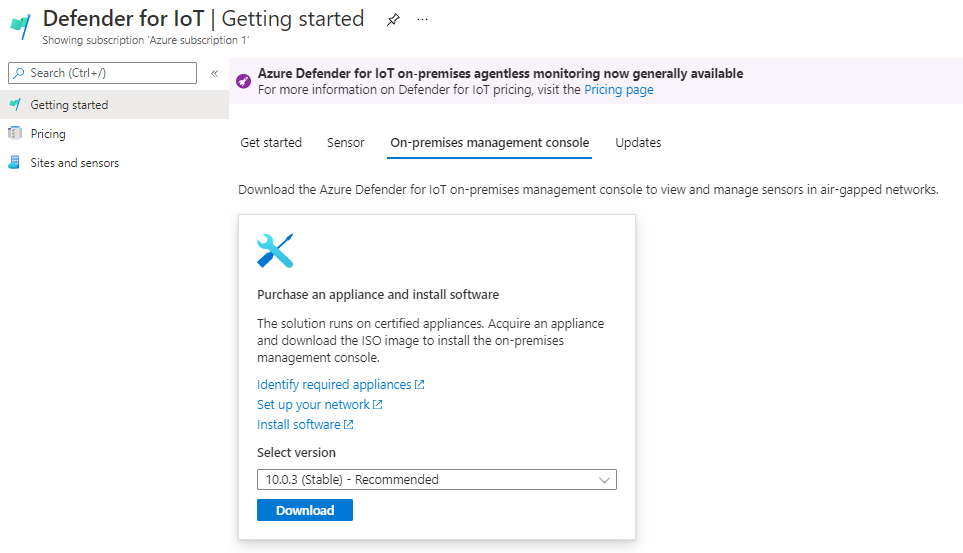 Defender for IoT | Getting started
Showing subscription 'Azure subscription 1'
Search (Ctrl+/)
Getting started
Pricing
Sites and sensors
Azure Defender for IoT on-premises agentless monitoring now generally available
For more information on Defender for IoT pricing, visit the Pricing page
Get started Sensor On-premises management console Updates
Download the Azure Defender for IoT on-premises management console to view and manage sensors in air-gapped networks.
Purchase an appliance and install software
The solution runs on certified appliances. Acquire an appliance
and download the ISO image to install the on-premises
management console.
Identify required appliances
Set up your network
Install software
Select version
10.0.3 (Stable) - Recommended
Download